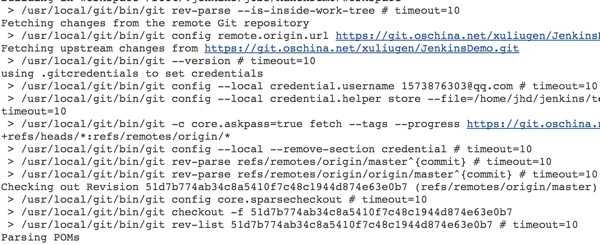 > /usr/local/git/bin/git rev-parse --is-inside-work-tree # timeout=10
Fetching changes from the remote Git repository
> /usr/local/git/bin/git config remote.origin.url https://git.oschina.net/xuliugen/JenkinsD
Fetching upstream changes from https://git.oschina.net/xuliugen/JenkinsDemo.git
> /usr/local/git/bin/git --version # timeout=10
using .gitcredentials to set credentials
> /usr/local/git/bin/git config --local credential.username 1573876303@qq.com # timeout=10
> /usr/local/git/bin/git config --local credential.helper store --file=/home/jhd/jenkins/te
timeout=10
> /usr/local/git/bin/git -c core.askpass=true fetch --tags --progress https://git.oschina.n
+refs/heads/*:refs/remotes/origin/*
> /usr/local/git/bin/git config --local --remove-section credential # timeout=10
> /usr/local/git/bin/git rev-parse refs/remotes/origin/master^{commit} # timeout=10
> /usr/local/git/bin/git rev-parse refs/remotes/origin/origin/master^{commit} # timeout=10
Checking out Revision 51d7b774ab34c8a5410f7c48c1944d874e63e0b7 (refs/remotes/origin/master)
> /usr/local/git/bin/git config core.sparsecheckout # timeout=10
> /usr/local/git/bin/git checkout -f 51d7b774ab34c8a5410f7c48c1944d874e63e0b7
> /usr/local/git/bin/git rev-list 51d7b774ab34c8a5410f7c48c1944d874e63e0b7 # timeout=10
Parsing POMs